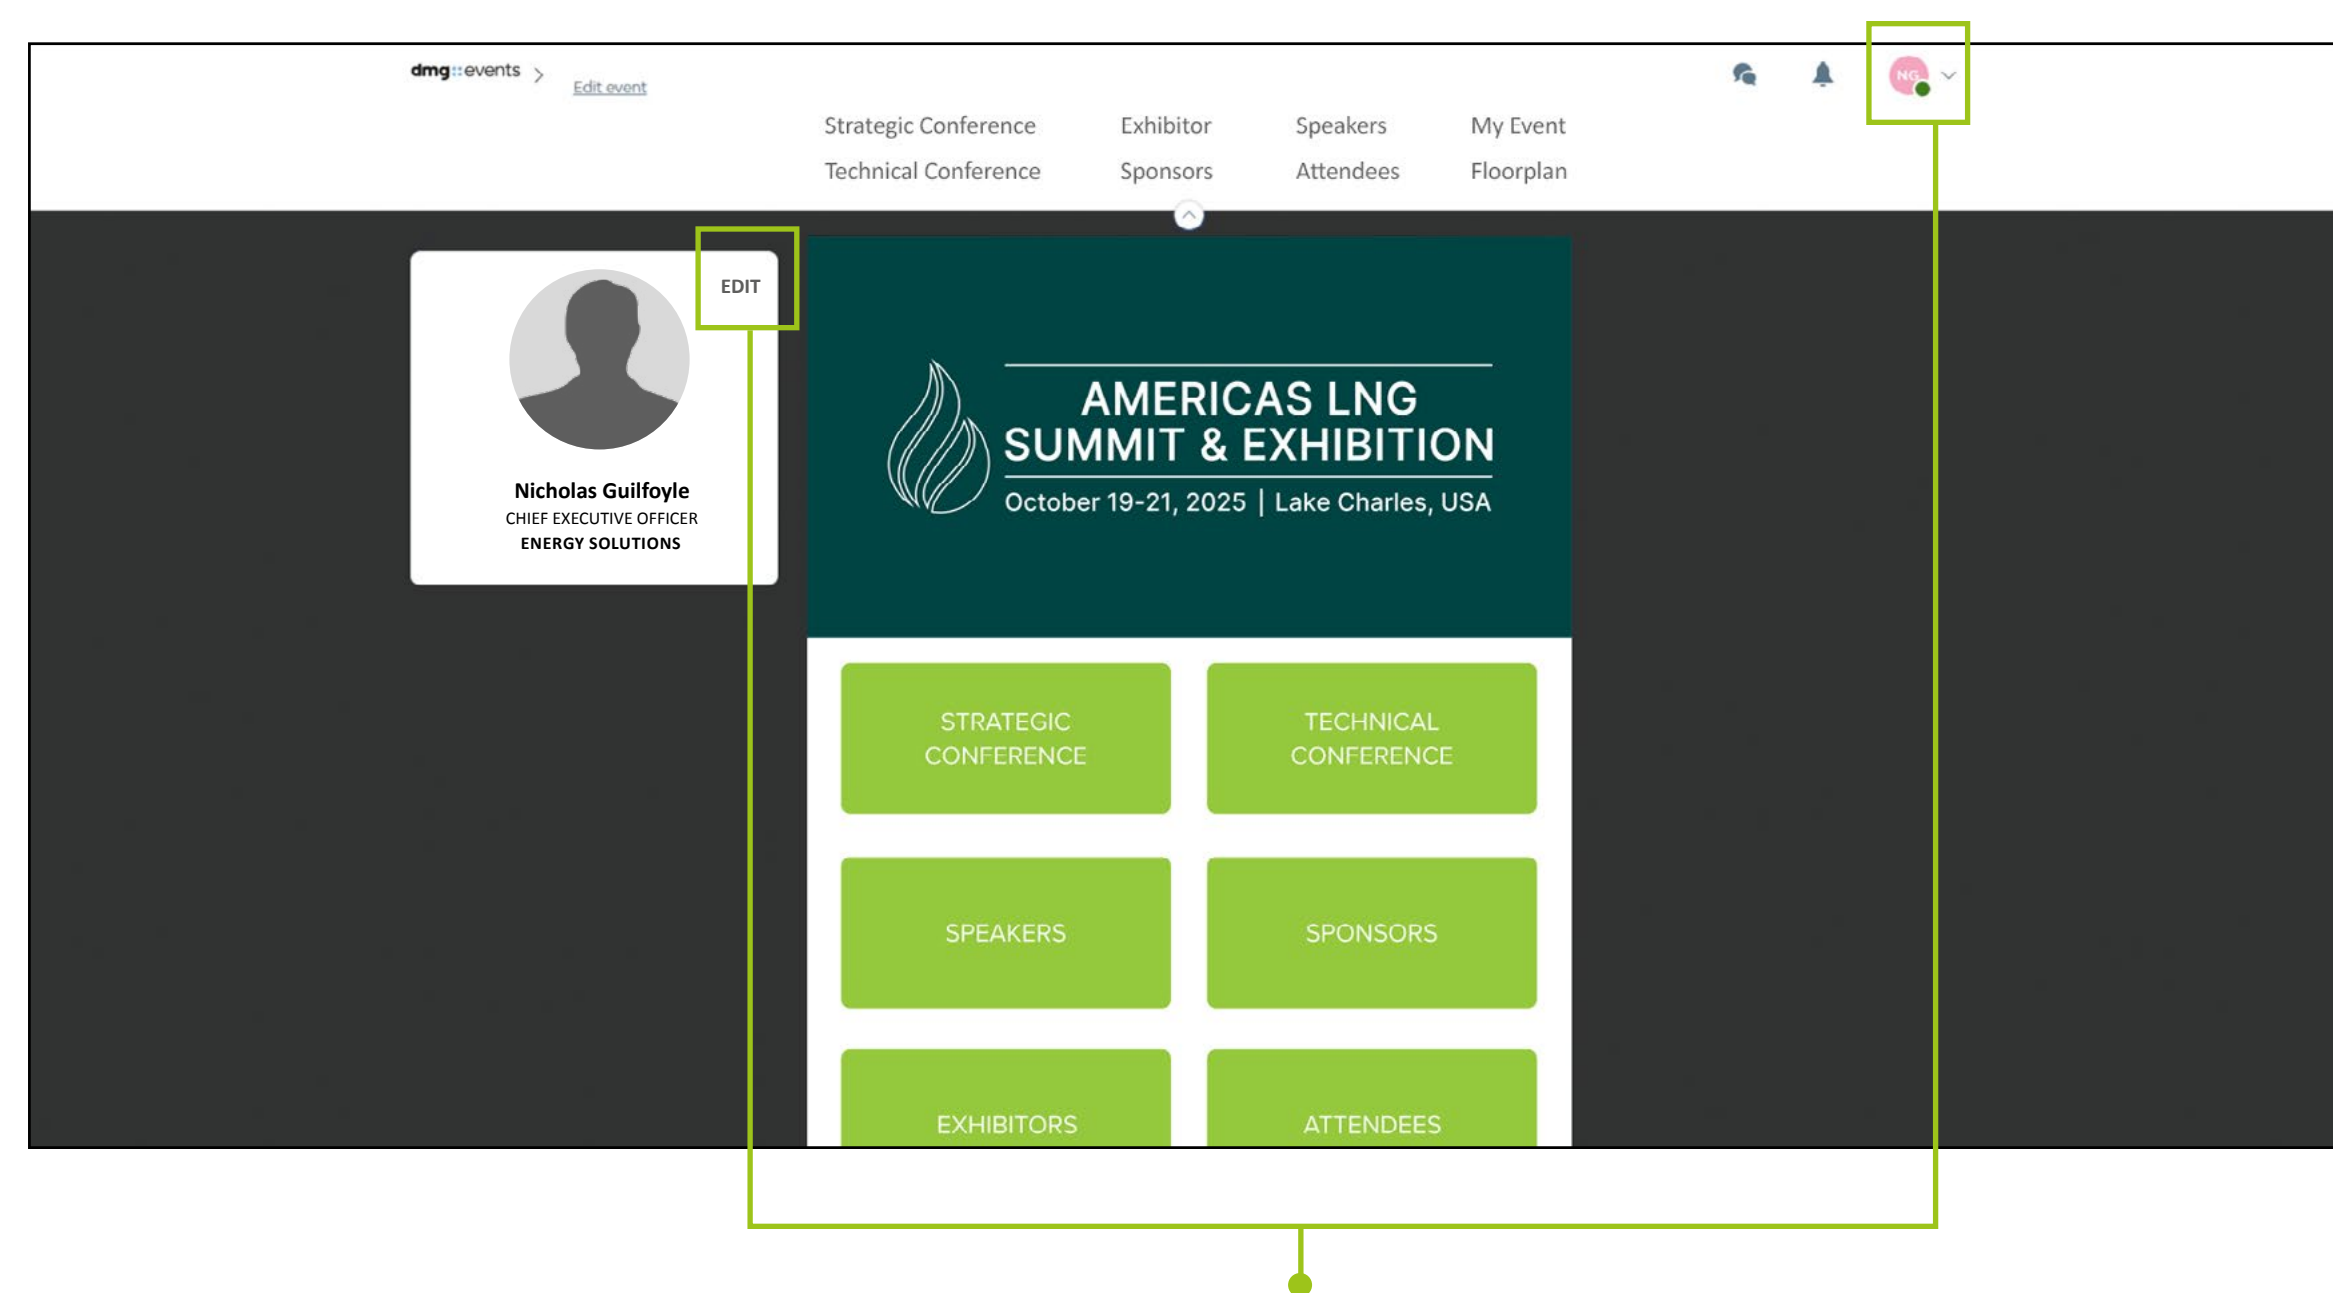 dmg::events
Edit event
NG
Strategic Conference Exhibitor Speakers My Event
Technical Conference Sponsors Attendees Floorplan
EDIT
Nicholas Guilfoyle
CHIEF EXECUTIVE OFFICER
ENERGY SOLUTIONS
AMERICAS LNG
SUMMIT & EXHIBITION
October 19-21, 2025 | Lake Charles, USA
STRATEGIC
CONFERENCE
TECHNICAL
CONFERENCE
SPEAKERS
SPONSORS
EXHIBITORS
ATTENDEES